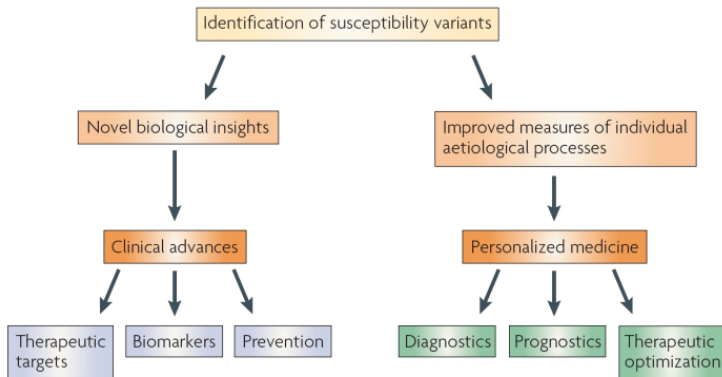 Identification of susceptibility variants
Novel biological insights
Improved measures of individual
aetiological processes
Clinical advances
Personalized medicine
Therapeutic
targets
Biomarkers
Prevention
Diagnostics
Prognostics
Therapeutic
optimization